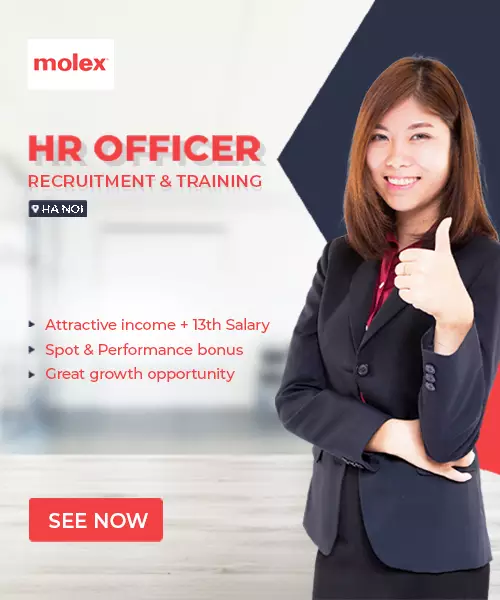 molex
HR OFFICER
RECRUITMENT & TRAINING
HA NOI
Attractive income + 13th Salary
Spot & Performance bonus
Great growth opportunity
SEE NOW